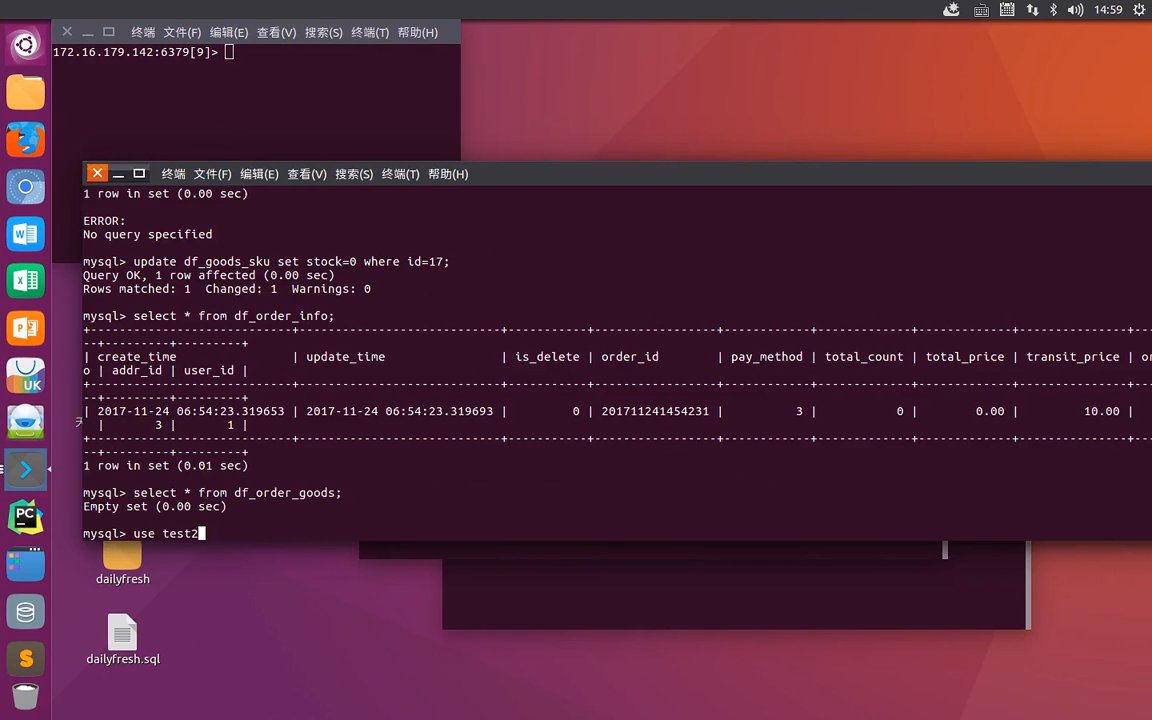 14:59
终端 文件(F) 编辑(E) 查看(V) 搜索(S) 终端(T) 帮助(H)
172.16.179.142:6379[9]>
终端 文件(F) 编辑(E) 查看(V) 搜索(S) 终端(T) 帮助(H)
1 row in set (0.00 sec)
ERROR:
No query specified
mysql> update df_goods_sku set stock=0 where id=17;
Query OK, 1 row affected (0.00 sec)
Rows matched: 1  Changed: 1  Warnings: 0
mysql> select * from df_order_info;
+----------------------------+----------------------------+-----------+-----------------+------------+-------------+-------------+---------------+---
--+---------+---------+
| create_time                | update_time                | is_delete | order_id        | pay_method | total_count | total_price | transit_price | or
o | addr_id | user_id |
+----------------------------+----------------------------+-----------+-----------------+------------+-------------+-------------+---------------+---
--+---------+---------+
| 2017-11-24 06:54:23.319653 | 2017-11-24 06:54:23.319693 |         0 | 201711241454231 |          3 |           0 |        0.00 |         10.00 |
  |       3 |       1 |
+----------------------------+----------------------------+-----------+-----------------+------------+-------------+-------------+---------------+---
--+---------+---------+
1 row in set (0.01 sec)
mysql> select * from df_order_goods;
Empty set (0.00 sec)
mysql> use test2
UK
W
X
P
PC
S
dailyfresh
dailyfresh.sql